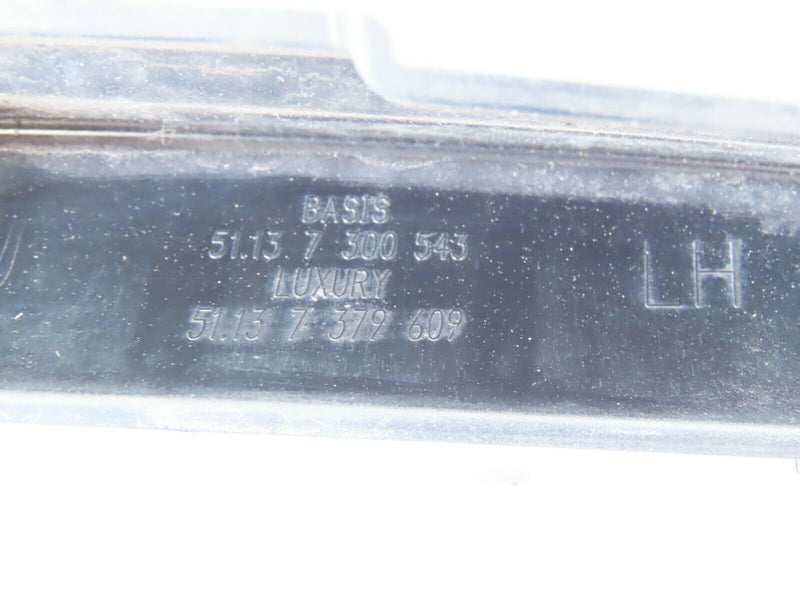 BASIS
51.13 7 300 543
LUXURY
51.13 7 379 609
LH